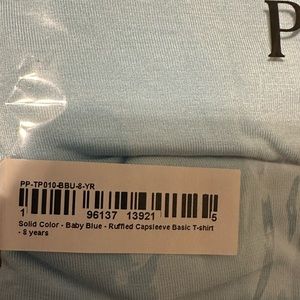 P
PP-TP010-BBU-8-YR
1 96137 13921 5
Solid Color - Baby Blue - Ruffled Capsleeve Basic T-shirt
- 8 years